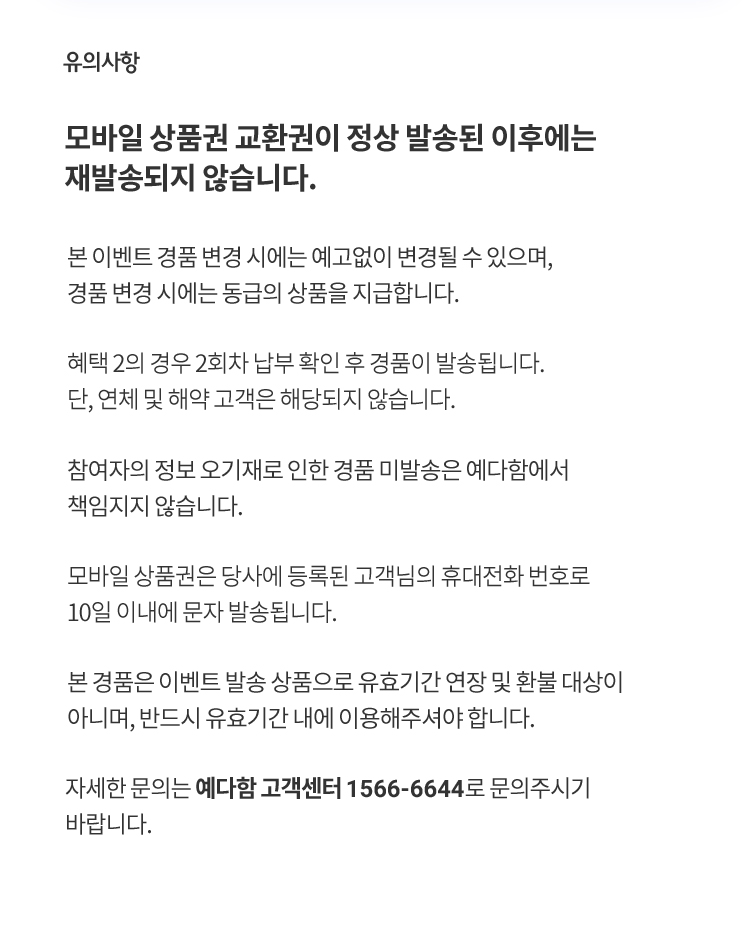 유의사항
모바일 상품권 교환권이 정상 발송된 이후에는
재발송되지 않습니다.
본 이벤트 경품 변경 시에는 예고없이 변경될 수 있으며,
경품 변경 시에는 동급의 상품을 지급합니다.
혜택 2의 경우 2회차 납부 확인 후 경품이 발송됩니다.
단, 연체 및 해약 고객은 해당되지 않습니다.
참여자의 정보 오기재로 인한 경품 미발송은 예다함에서
책임지지 않습니다.
모바일 상품권은 당사에 등록된 고객님의 휴대전화 번호로
10일 이내에 문자 발송됩니다.
본 경품은 이벤트 발송 상품으로 유효기간 연장 및 환불 대상이
아니며, 반드시 유효기간 내에 이용해주셔야 합니다.
자세한 문의는 예다함 고객센터 1566-6644로 문의주시기
바랍니다.